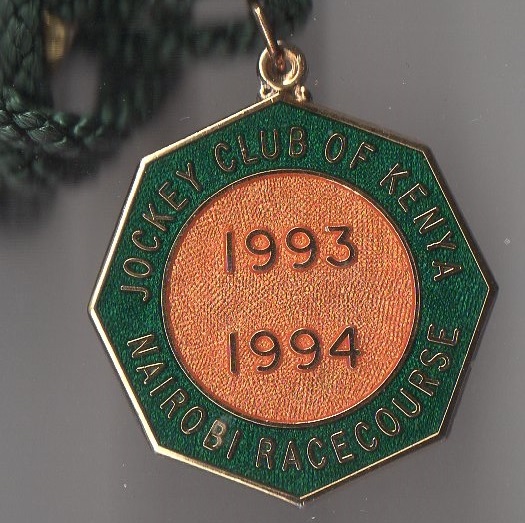 JOCKEY CLUB OF KENYA
1993
1994
NAIROBI RACECOURSE